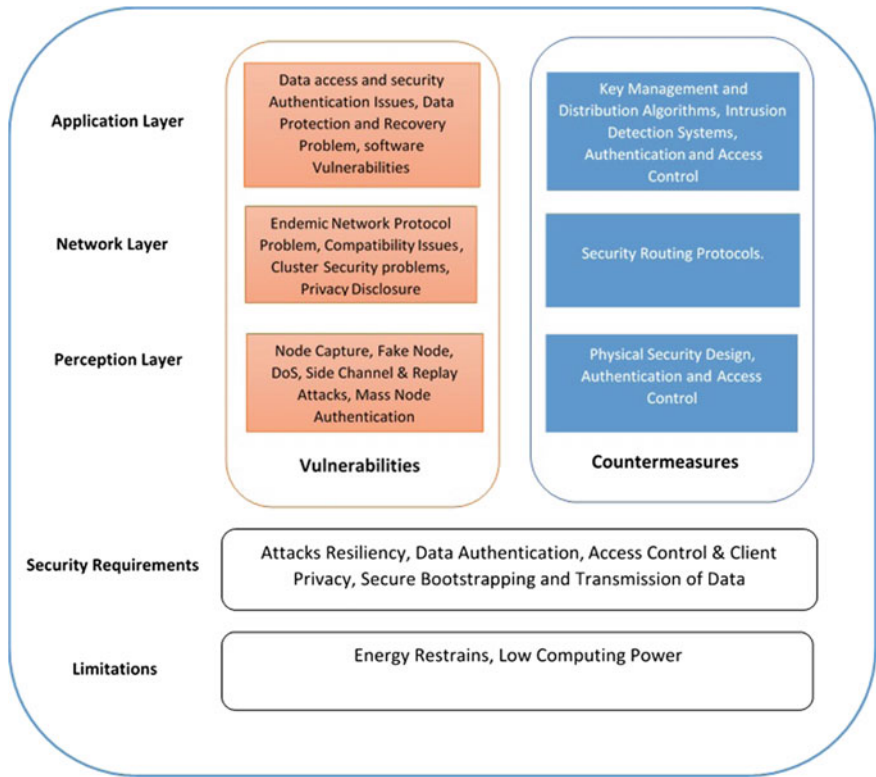 Application Layer
Data access and security
Authentication Issues, Data
Protection and Recovery
Problem, software
Vulnerabilities
Key Management and
Distribution Algorithms, Intrusion
Detection Systems,
Authentication and Access
Control
Network Layer
Endemic Network Protocol
Problem, Compatibility Issues,
Cluster Security problems,
Privacy Disclosure
Security Routing Protocols.
Perception Layer
Node Capture, Fake Node,
DoS, Side Channel & Replay
Attacks, Mass Node
Authentication
Physical Security Design,
Authentication and Access
Control
Vulnerabilities
Countermeasures
Security Requirements
Attacks Resiliency, Data Authentication, Access Control & Client
Privacy, Secure Bootstrapping and Transmission of Data
Limitations
Energy Restrains, Low Computing Power